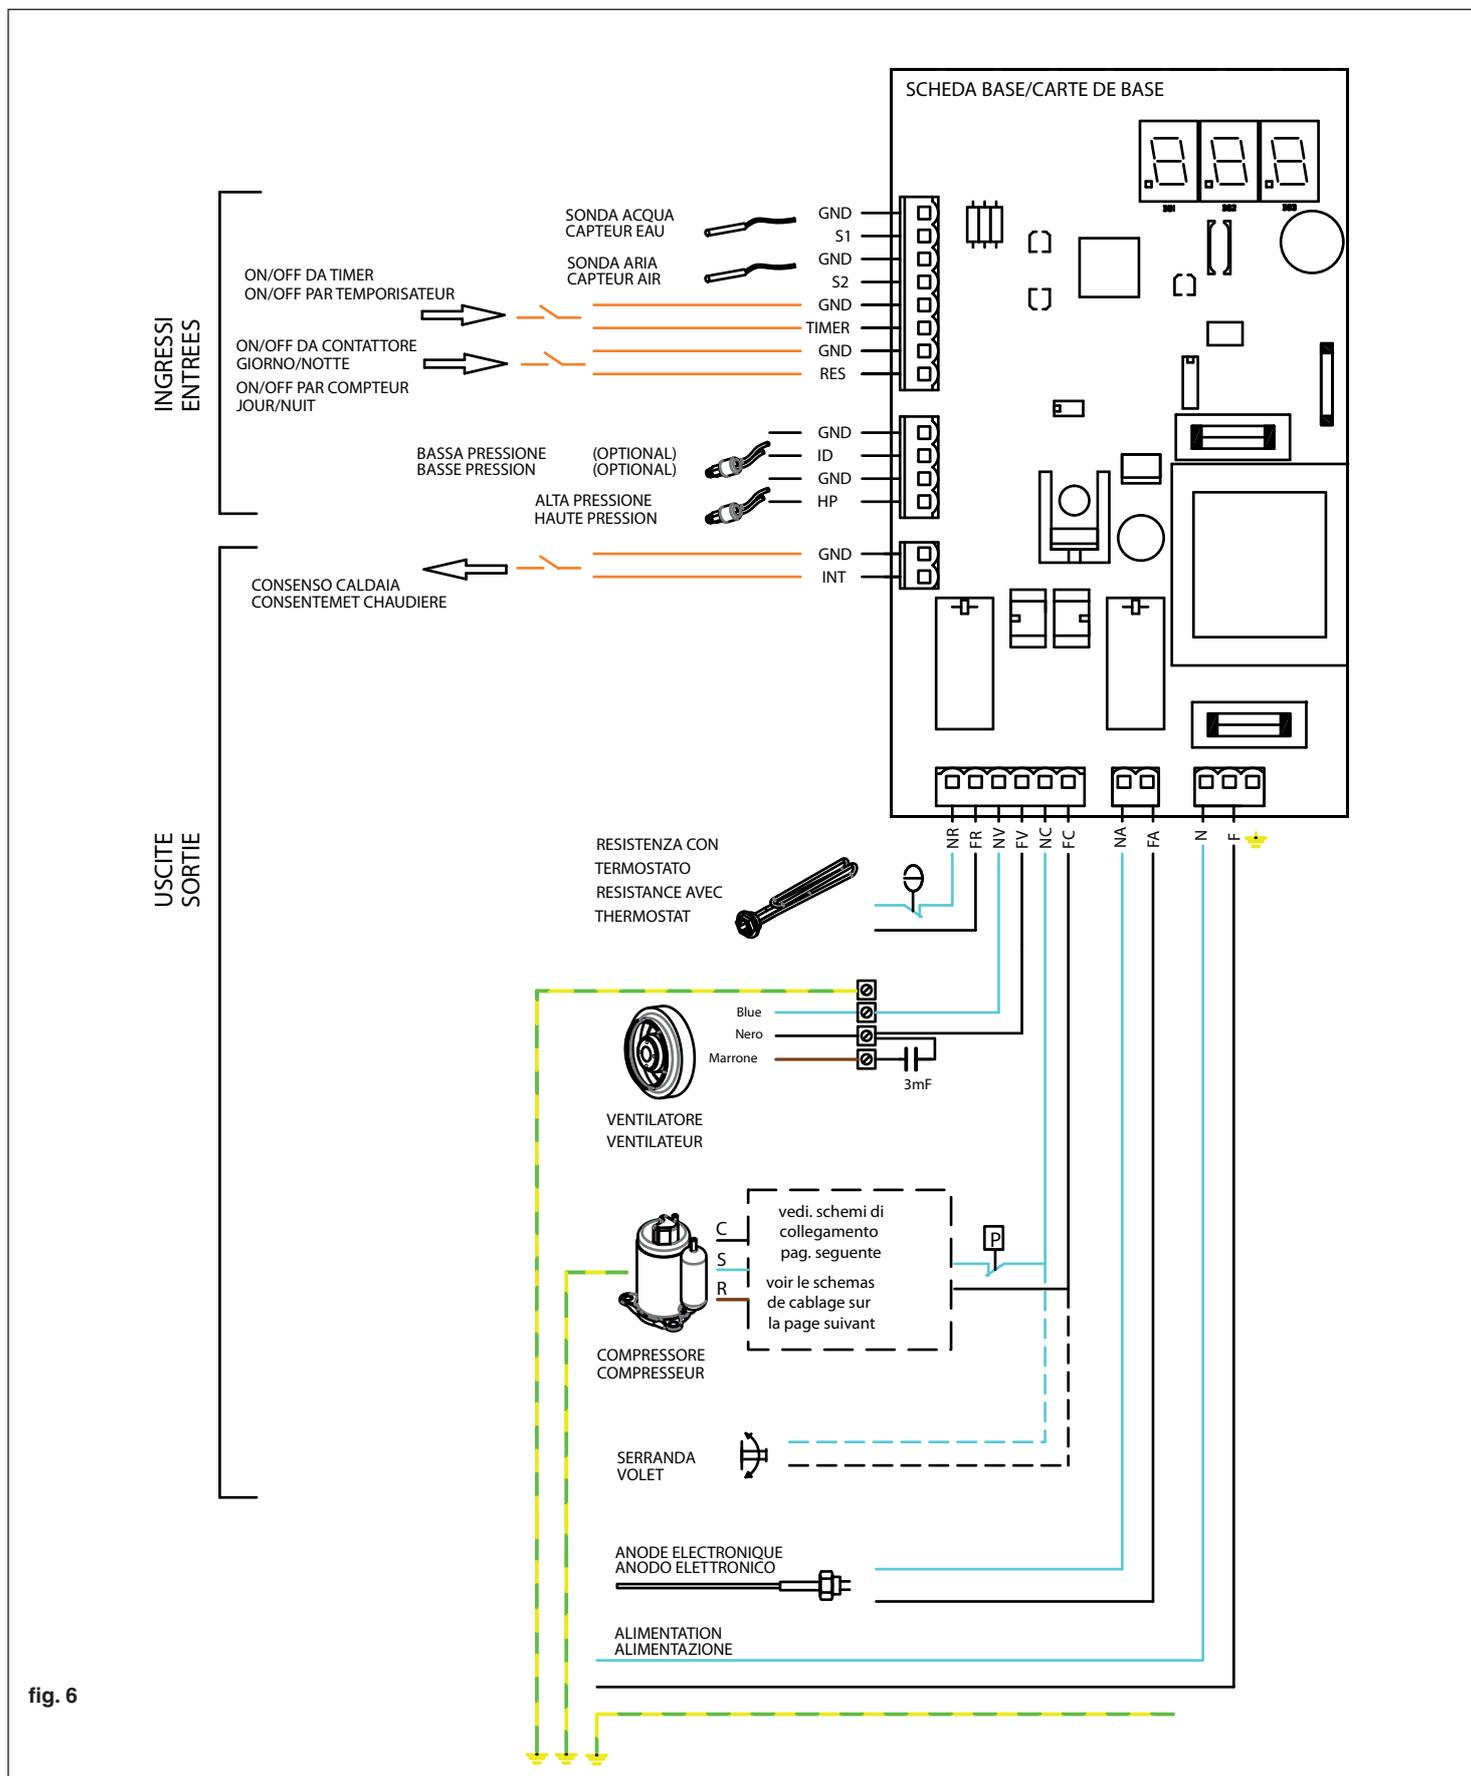 SCHEDA BASE/CARTE DE BASE
381
382
383
INGRESSI
ENTREES
SONDA ACQUA
CAPTEUR EAU
GND
S1
SONDA ARIA
CAPTEUR AIR
GND
S2
ON/OFF DA TIMER
ON/OFF PAR TEMPORISATEUR
GND
TIMER
ON/OFF DA CONTATTORE
GIORNO/NOTTE
ON/OFF PAR COMPTEUR
JOUR/NUIT
GND
RES
BASSA PRESSIONE (OPTIONAL)
BASSE PRESSION (OPTIONAL)
GND
ID
ALTA PRESSIONE
HAUTE PRESSION
GND
HP
USCITE
SORTIE
CONSENSO CALDAIA
CONSENTEMET CHAUDIERE
GND
INT
NR
FR
NV
FV
NC
FC
NA
FA
N
F
RESISTENZA CON
TERMOSTATO
RESISTANCE AVEC
THERMOSTAT
Blue
Nero
Marrone
3mF
VENTILATORE
VENTILATEUR
C
S
R
vedi. schemi di
collegamento
pag. seguente
voir le schemas
de cablage sur
la page suivant
P
COMPRESSORE
COMPRESSEUR
SERRANDA
VOLET
ANODE ELECTRONIQUE
ANODO ELETTRONICO
ALIMENTATION
ALIMENTAZIONE
fig. 6